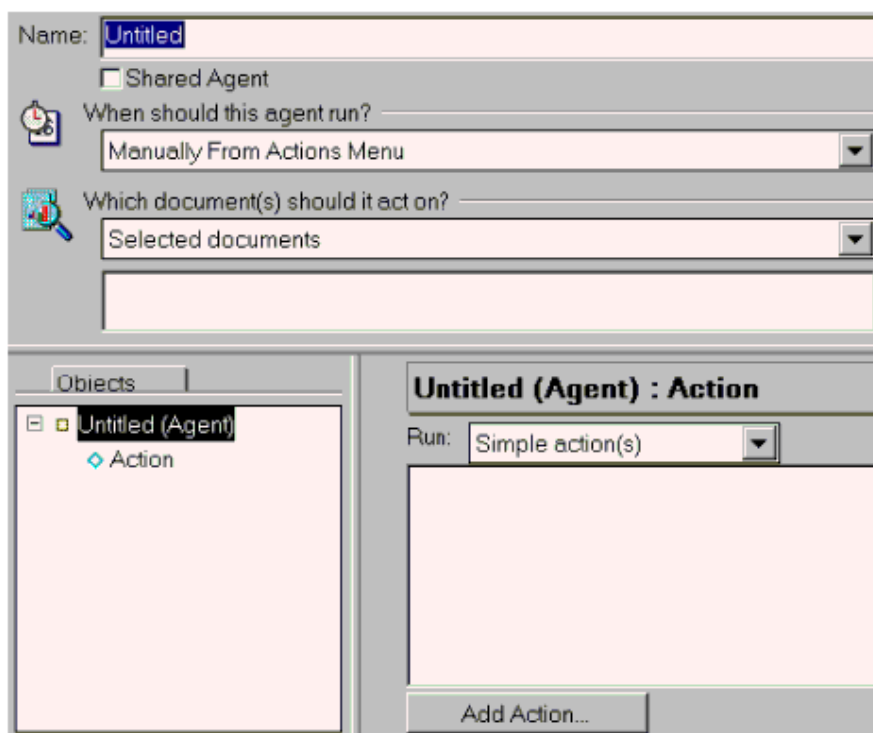 Name: Untitled
Shared Agent
When should this agent run?
Manually From Actions Menu
Which document(s) should it act on?
Selected documents
Objects
Untitled (Agent)
Action
Untitled (Agent) : Action
Run: Simple action(s)
Add Action...